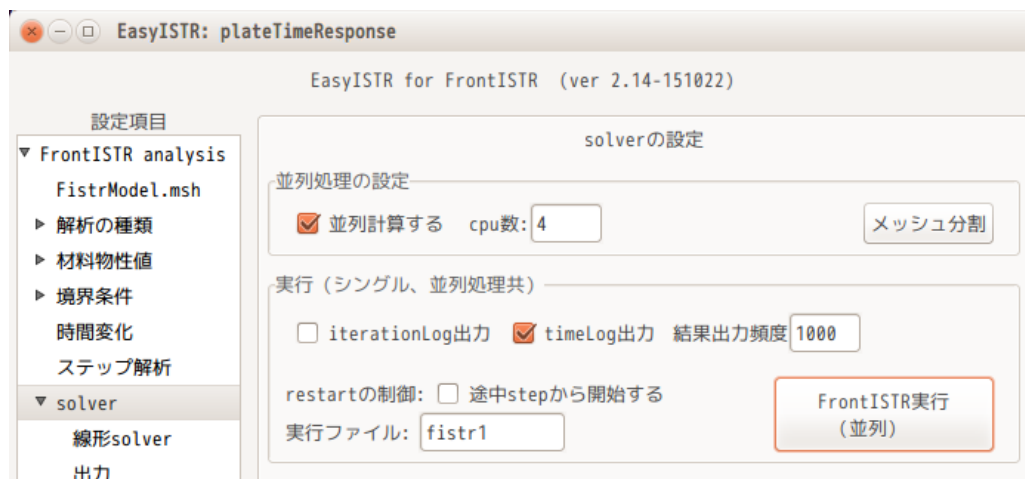 EasyISTR: plateTimeResponse
EasyISTR for FrontISTR (ver 2.14-151022)
設定項目
FrontISTR analysis
FistrModel.msh
解析の種類
材料物性値
境界条件
時間変化
ステップ解析
solver
線形solver
出力
solverの設定
並列処理の設定
並列計算する cpu数: 4 メッシュ分割
実行（シングル、並列処理共）
iterationLog出力 timeLog出力 結果出力頻度 1000
restartの制御: 途中stepから開始する
実行ファイル: fistr1
FrontISTR実行
(並列)